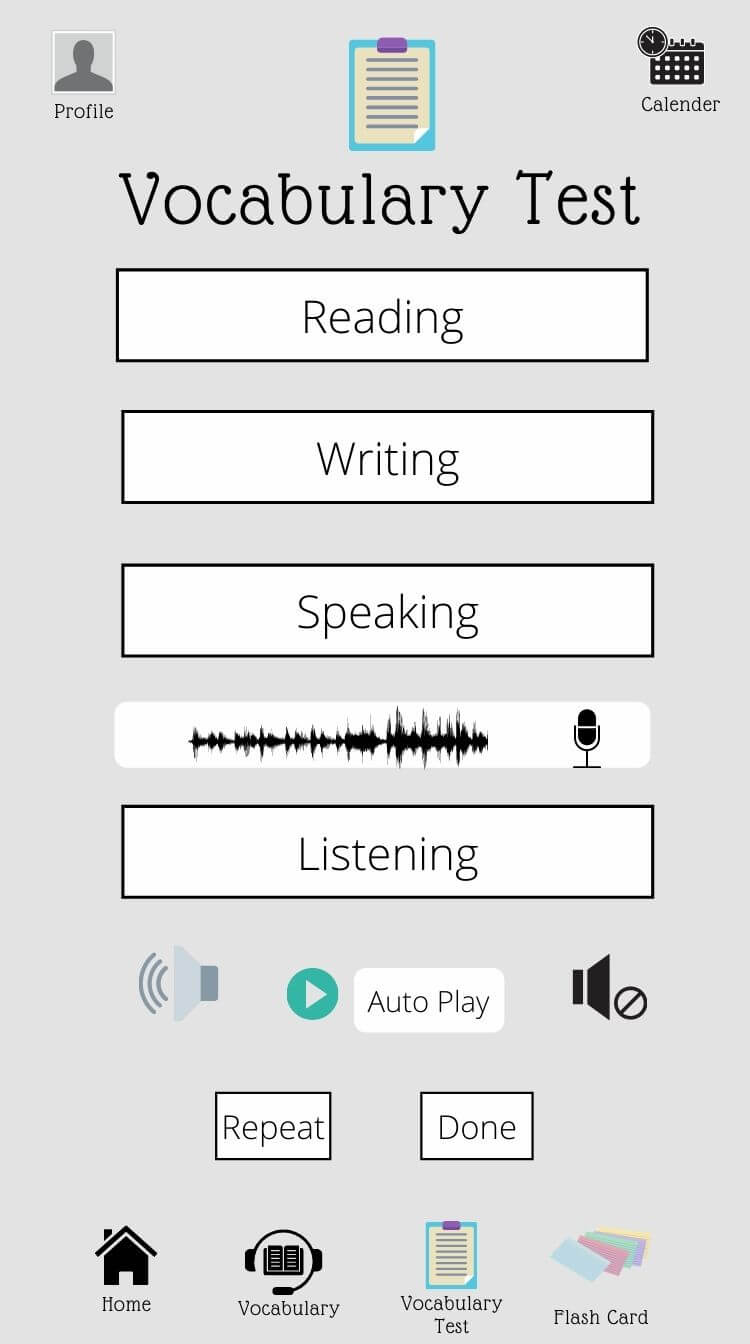 Profile
Calender
Vocabulary Test
Reading
Writing
Speaking
Listening
Auto Play
Repeat
Done
Home
Vocabulary
Vocabulary
Test
Flash Card